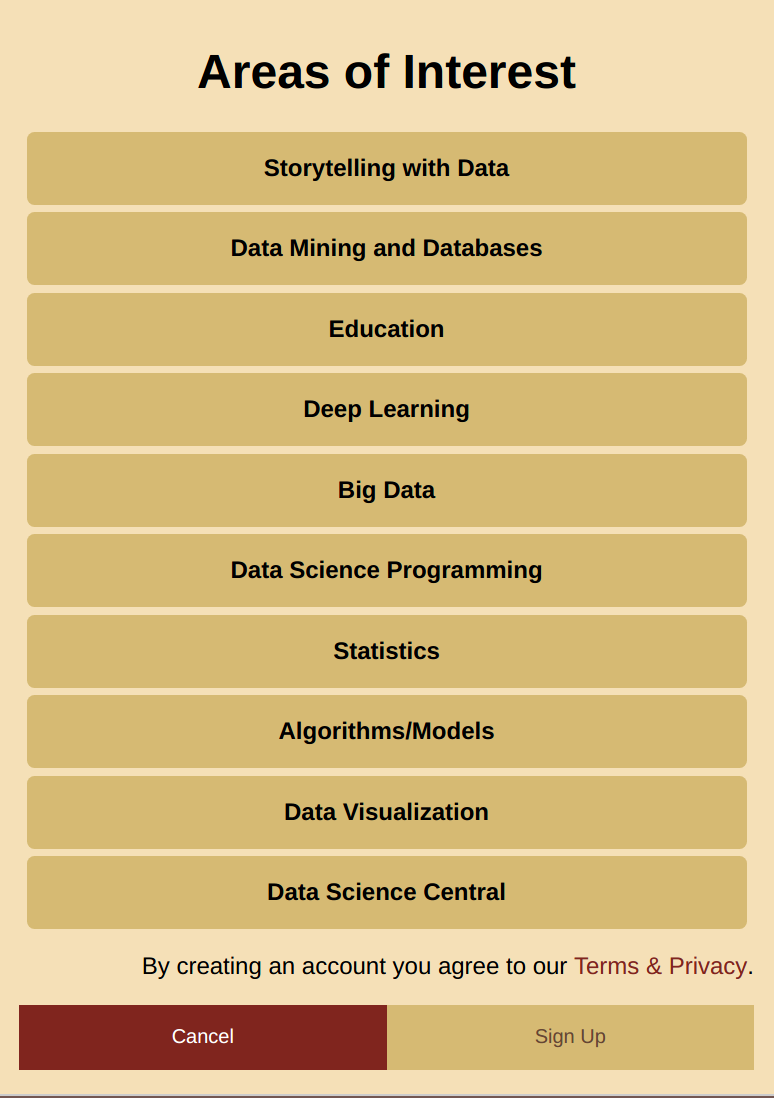 Areas of Interest
Storytelling with Data
Data Mining and Databases
Education
Deep Learning
Big Data
Data Science Programming
Statistics
Algorithms/Models
Data Visualization
Data Science Central
By creating an account you agree to our Terms & Privacy.
Cancel
Sign Up